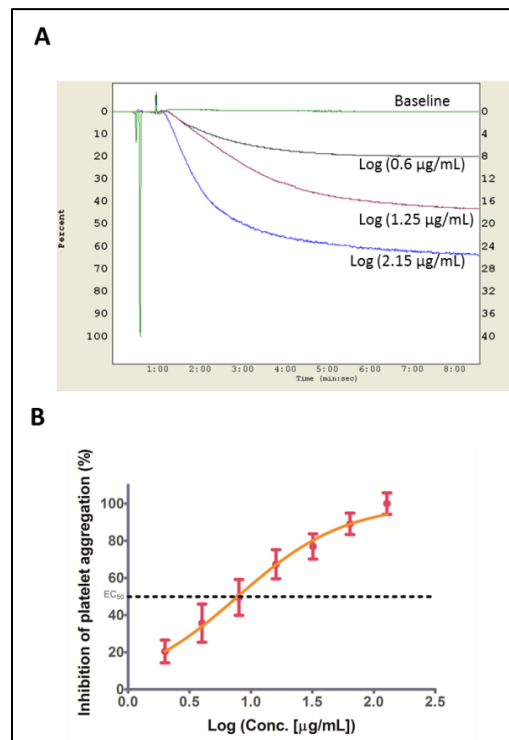 A
0
10
20
30
40
50
60
70
80
90
100
Percent
Baseline
Log (0.6 µg/mL)
Log (1.25 µg/mL)
Log (2.15 µg/mL)
0
4
8
12
16
20
24
28
32
36
40
1:00 2:00 3:00 4:00 5:00 6:00 7:00 8:00
Time (min:sec)
B
Inhibition of platelet aggregation (%)
100
80
60
EC50
40
20
0
0.0 0.5 1.0 1.5 2.0 2.5
Log (Conc. [µg/mL])